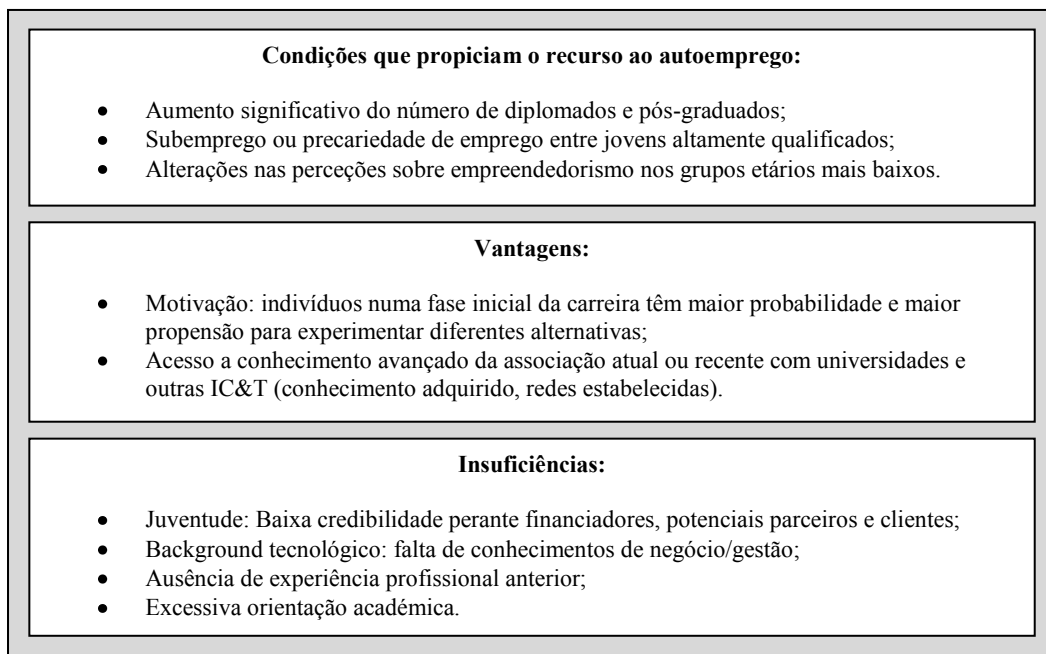 Condições que propiciam o recurso ao autoemprego:
• Aumento significativo do número de diplomados e pós-graduados;
• Subemprego ou precariedade de emprego entre jovens altamente qualificados;
• Alterações nas perceções sobre empreendedorismo nos grupos etários mais baixos.
Vantagens:
• Motivação: indivíduos numa fase inicial da carreira têm maior probabilidade e maior
propensão para experimentar diferentes alternativas;
• Acesso a conhecimento avançado da associação atual ou recente com universidades e
outras IC&T (conhecimento adquirido, redes estabelecidas).
Insuficiências:
• Juventude: Baixa credibilidade perante financiadores, potenciais parceiros e clientes;
• Background tecnológico: falta de conhecimentos de negócio/gestão;
• Ausência de experiência profissional anterior;
• Excessiva orientação académica.